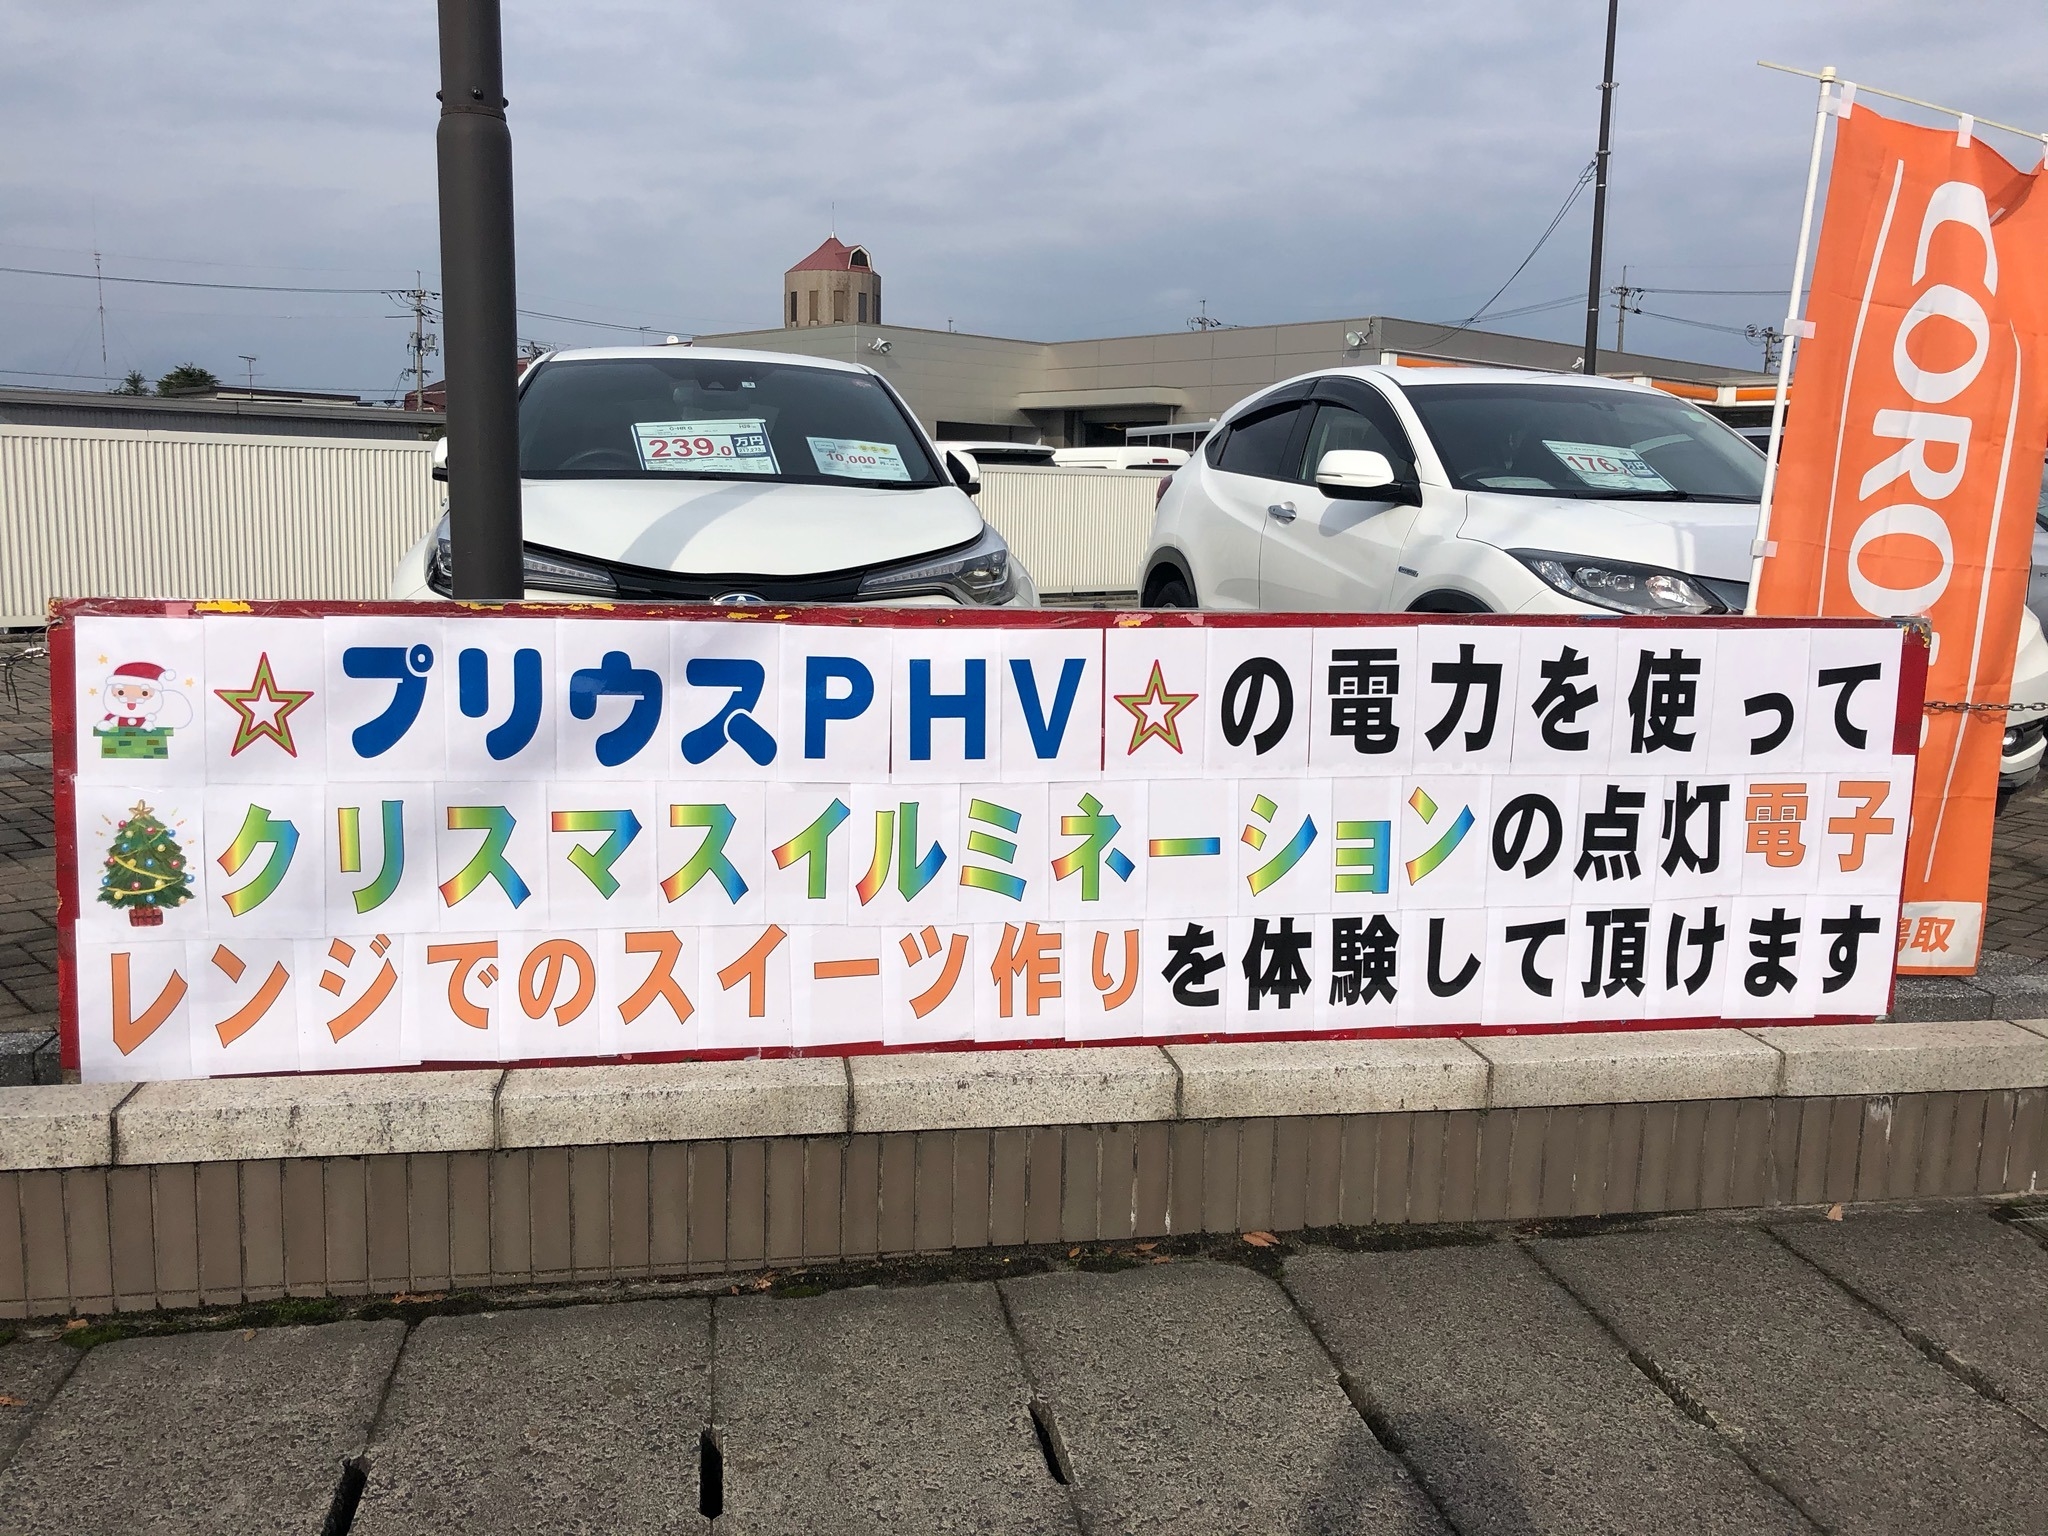 C-HR G
239.0 万円
10,000
176.
CORO
鳥取
☆プリウスPHV☆の電力を使って
クリスマスイルミネーションの点灯電子
レンジでのスイーツ作りを体験して頂けます